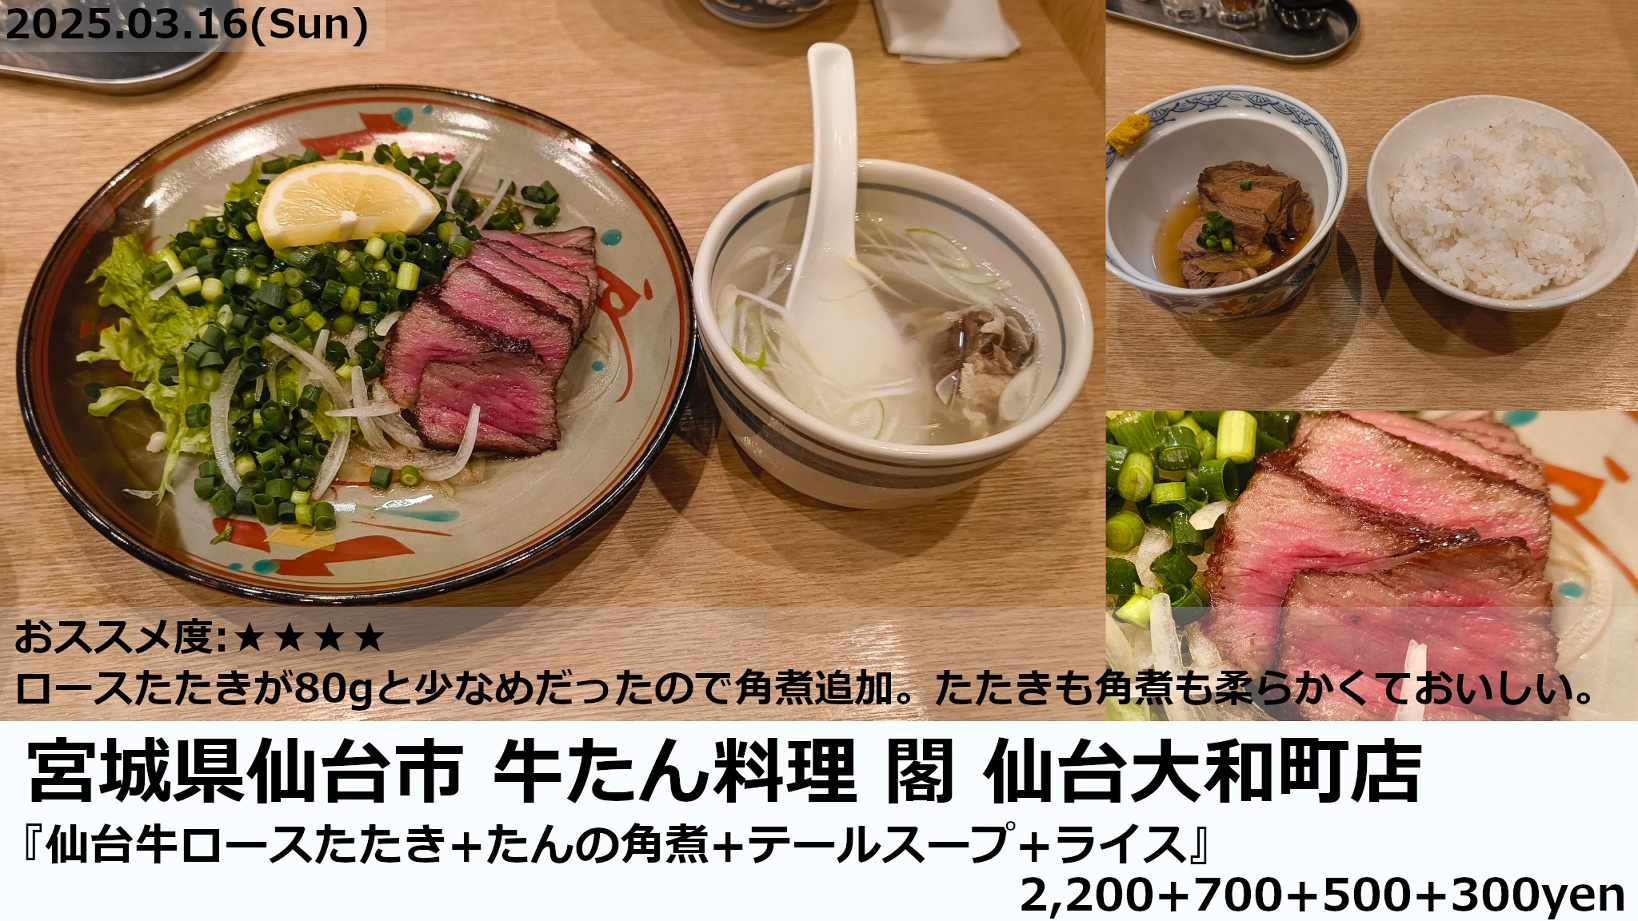 2025.03.16(Sun)
おススメ度:★★★★
ロースたたきが80gと少なめだったので角煮追加。たたきも角煮も柔らかくておいしい。
宮城県仙台市 牛たん料理 閣 仙台大和町店
『仙台牛ロースたたき+たんの角煮+テールスープ+ライス』
2,200+700+500+300yen